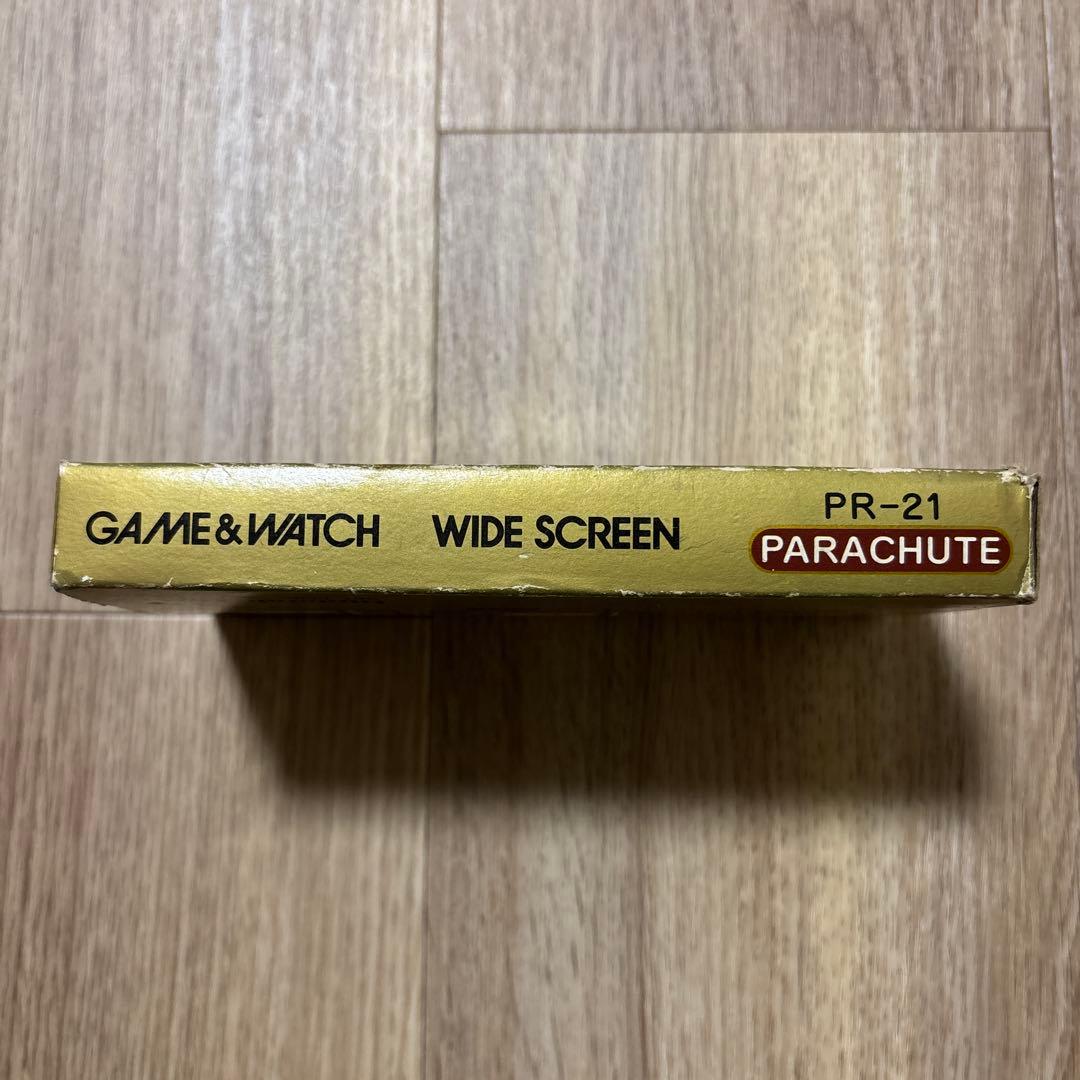 GAME&WATCH WIDE SCREEN
PR-21
PARACHUTE